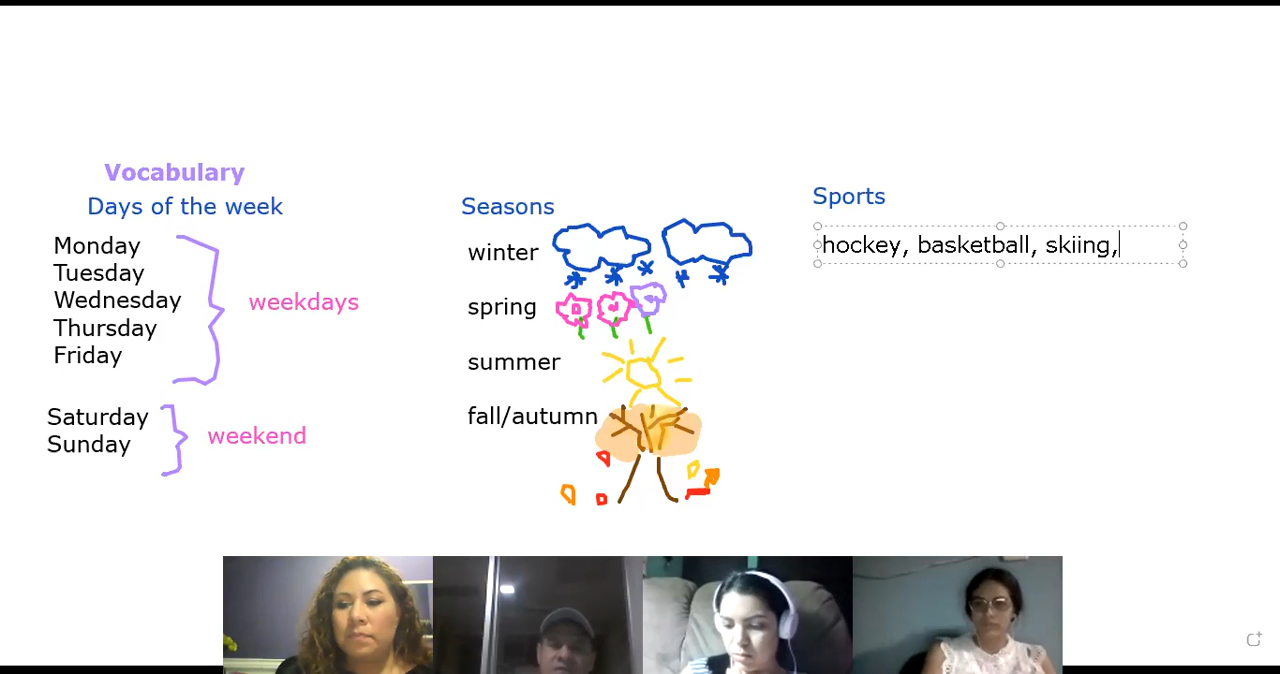 Vocabulary
Days of the week
Monday
Tuesday
Wednesday
Thursday
Friday
weekdays
Saturday
Sunday
weekend
Seasons
winter
spring
summer
fall/autumn
Sports
hockey, basketball, skiing,